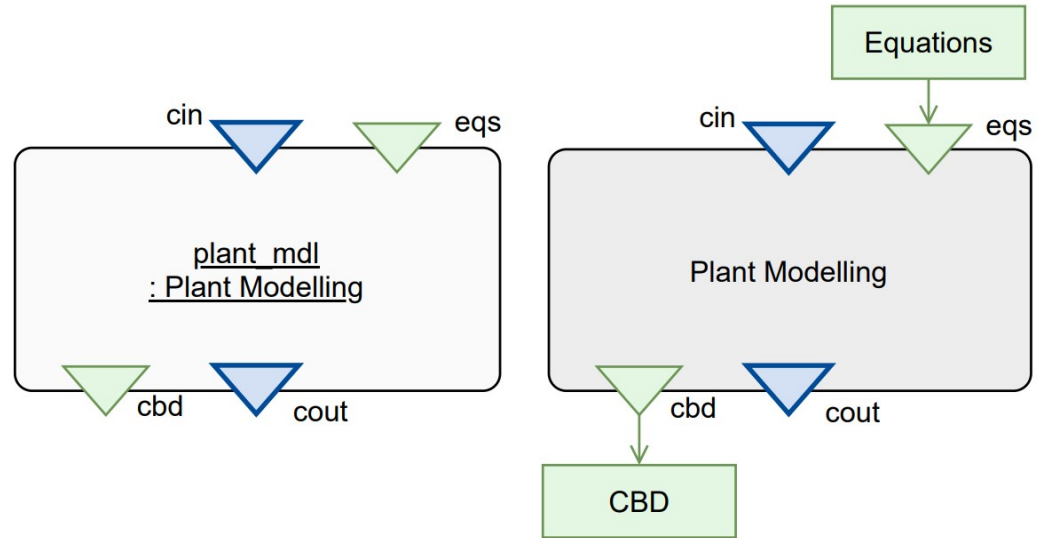 Equations
cin
eqs
cin
eqs
plant_mdl
: Plant Modelling
Plant Modelling
cbd
cout
cbd
cout
CBD